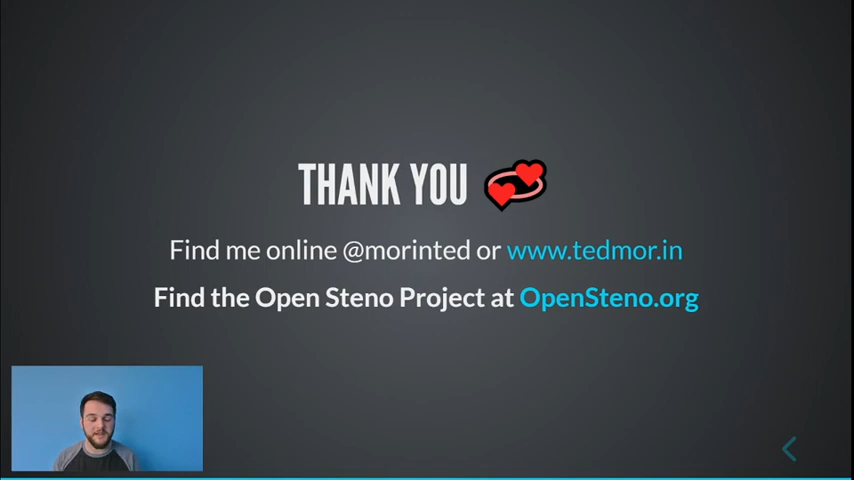 THANK YOU
Find me online @morinted or www.tedmor.in
Find the Open Steno Project at OpenSteno.org